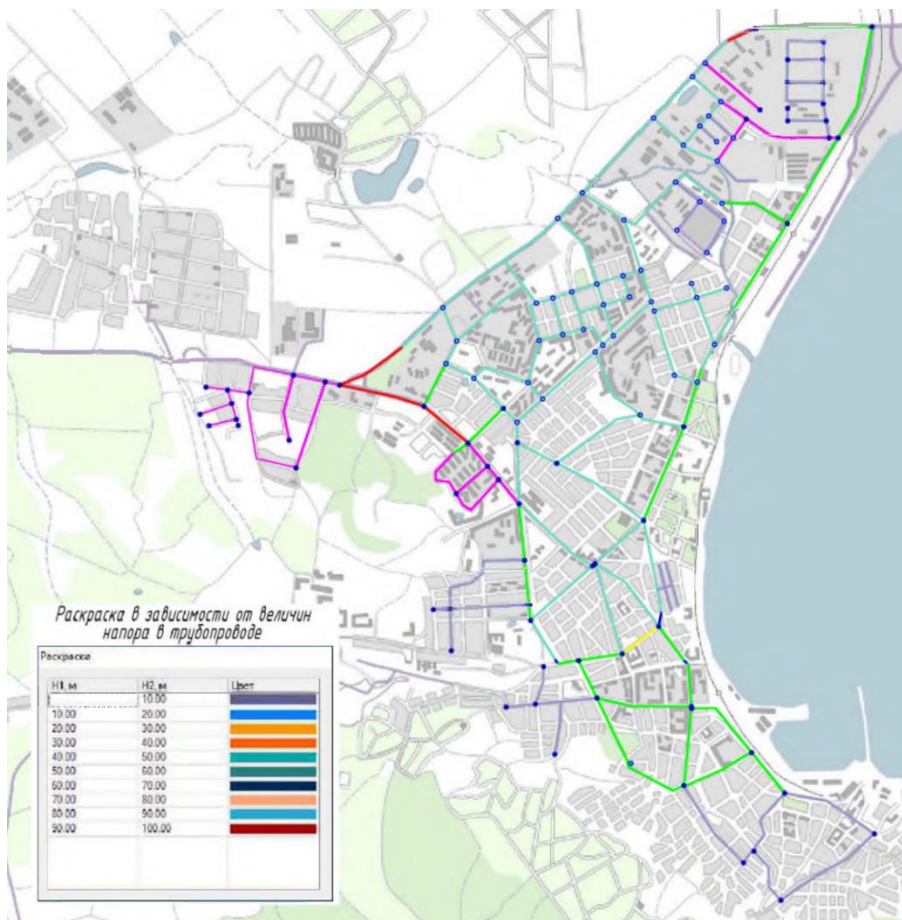 Раскраска в зависимости от величин
напора в трубопроводе
Раскраска
H1, м H2, м Цвет
10.00
10.00 20.00
20.00 30.00
30.00 40.00
40.00 50.00
50.00 60.00
60.00 70.00
70.00 80.00
80.00 90.00
90.00 100.00